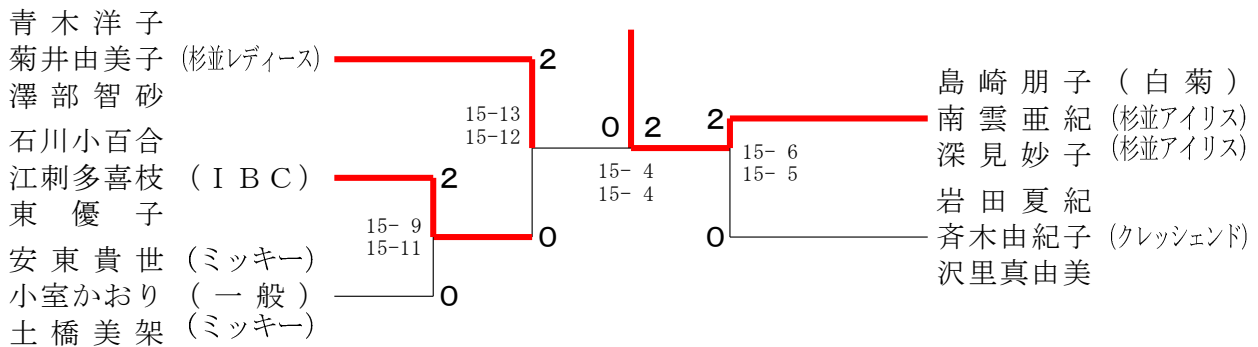 青木洋子
菊井由美子 (杉並レディース)
澤部智砂
石川小百合
江刺多喜枝 （ＩＢＣ）
東優子
安東貴世 (ミッキー)
小室かおり （一般）
土橋美架 (ミッキー)
2
15-13
15-12
2
15- 9
15-11
0
0
0 2
15- 4
15- 4
2
15- 6
15- 5
0
島崎朋子 （白菊）
南雲亜紀 (杉並アイリス)
深見妙子 (杉並アイリス)
岩田夏紀
斉木由紀子 (クレッシェンド)
沢里真由美